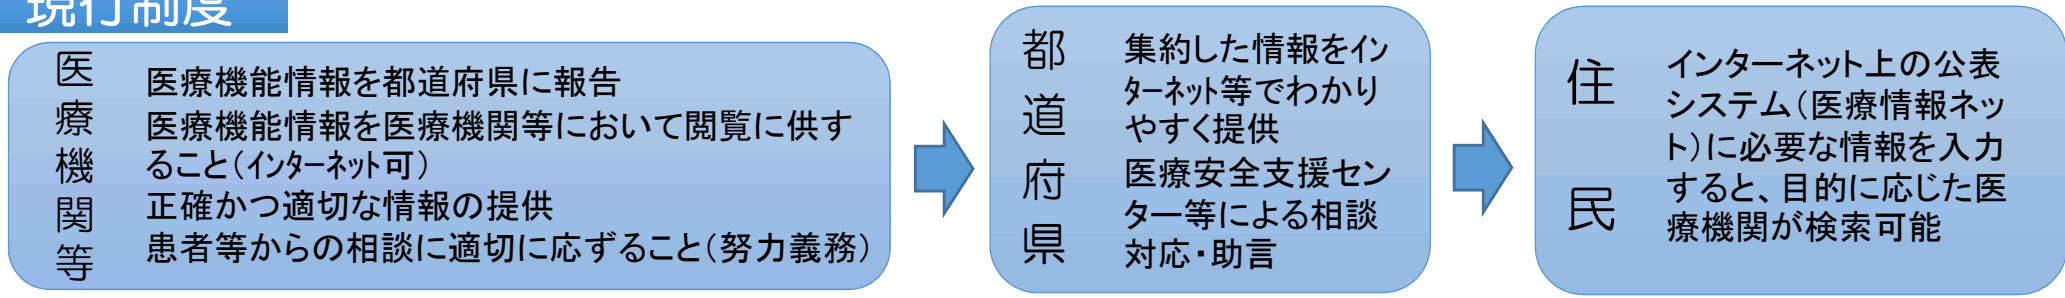 現行制度
医療機関等
医療機能情報を都道府県に報告
医療機能情報を医療機関等において閲覧に供す
ること（インターネット可）
正確かつ適切な情報の提供
患者等からの相談に適切に応ずること（努力義務）
都道府県
集約した情報をイン
ターネット等でわかり
やすく提供
医療安全支援セン
ター等による相談
対応・助言
住民
インターネット上の公表
システム（医療情報ネッ
ト）に必要な情報を入力
すると、目的に応じた医
療機関が検索可能